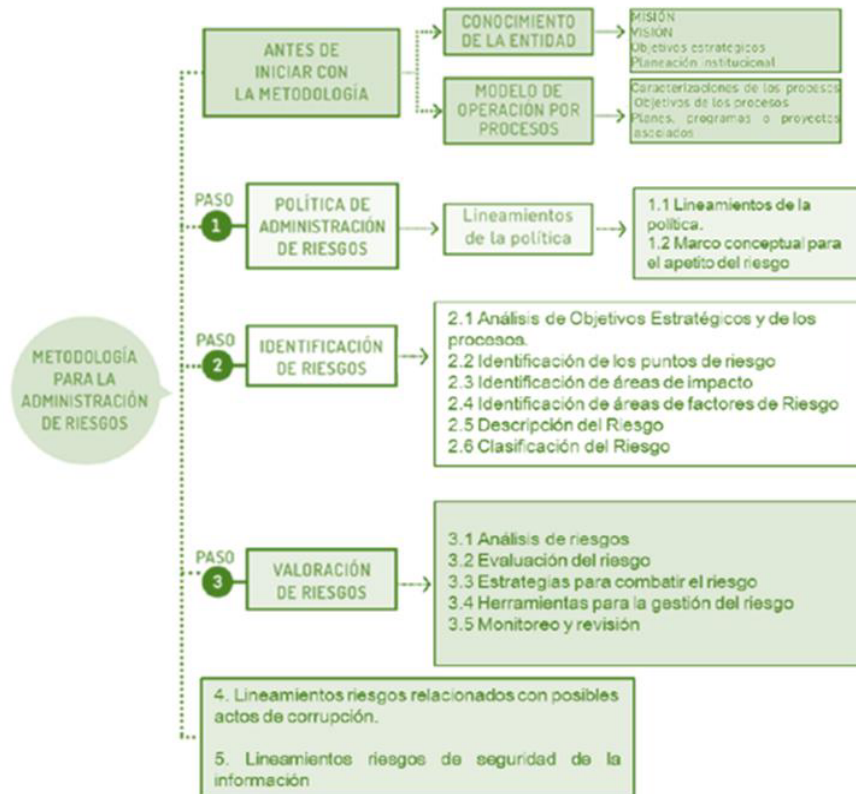 ANTES DE
INICIAR CON
LA METODOLOGÍA
CONOCIMIENTO
DE LA ENTIDAD
MISIÓN
VISIÓN
Objetivos estratégicos
Planeación institucional
MODELO DE
OPERACIÓN POR
PROCESOS
Caracterizaciones de los procesos
Objetivos de los procesos
Planes, programas o proyectos
asociados
PASO
1
POLÍTICA DE
ADMINISTRACIÓN
DE RIESGOS
Lineamientos
de la política
1.1 Lineamientos de la
política.
1.2 Marco conceptual para
el apetito del riesgo
METODOLOGÍA
PARA LA
ADMINISTRACIÓN
DE RIESGOS
PASO
2
IDENTIFICACIÓN
DE RIESGOS
2.1 Análisis de Objetivos Estratégicos y de los
procesos.
2.2 Identificación de los puntos de riesgo
2.3 Identificación de áreas de impacto
2.4 Identificación de áreas de factores de Riesgo
2.5 Descripción del Riesgo
2.6 Clasificación del Riesgo
PASO
3
VALORACIÓN
DE RIESGOS
3.1 Análisis de riesgos
3.2 Evaluación del riesgo
3.3 Estrategias para combatir el riesgo
3.4 Herramientas para la gestión del riesgo
3.5 Monitoreo y revisión
4. Lineamientos riesgos relacionados con posibles
actos de corrupción.
5. Lineamientos riesgos de seguridad de la
información